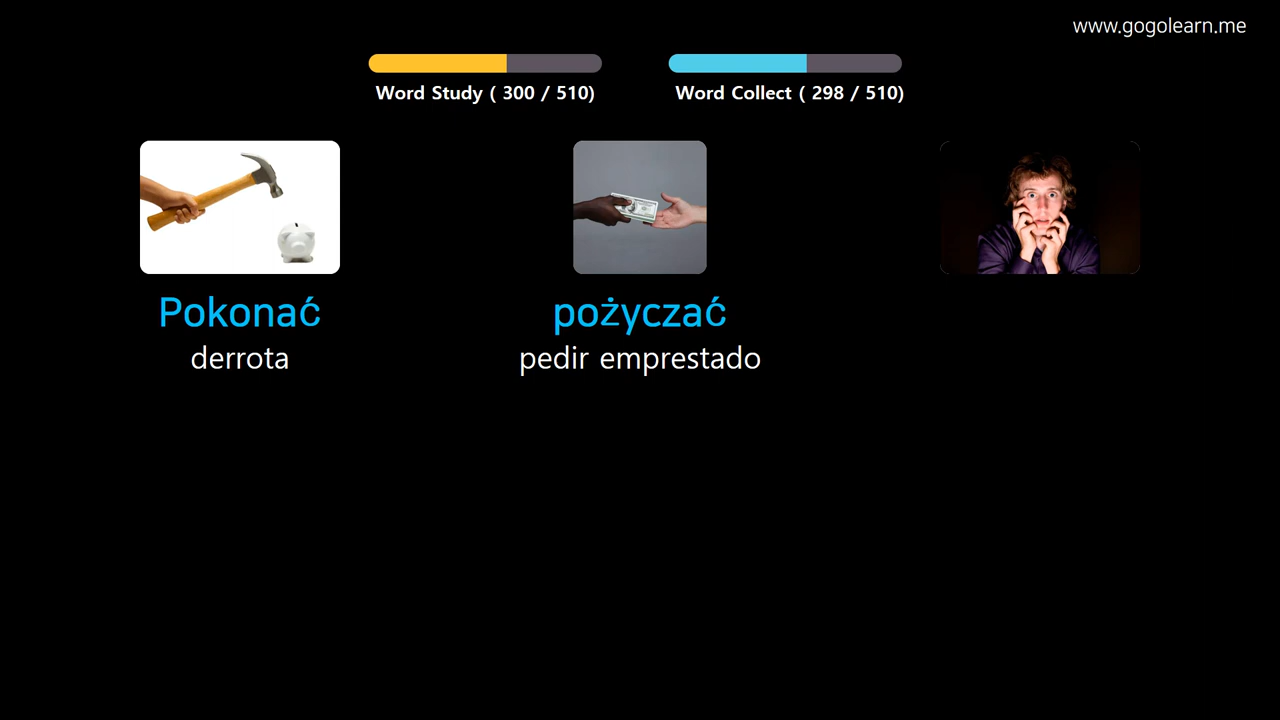 www.gogolearn.me
Word Study ( 300 / 510)
Word Collect ( 298 / 510)
Pokonać
derrota
pożyczać
pedir emprestado